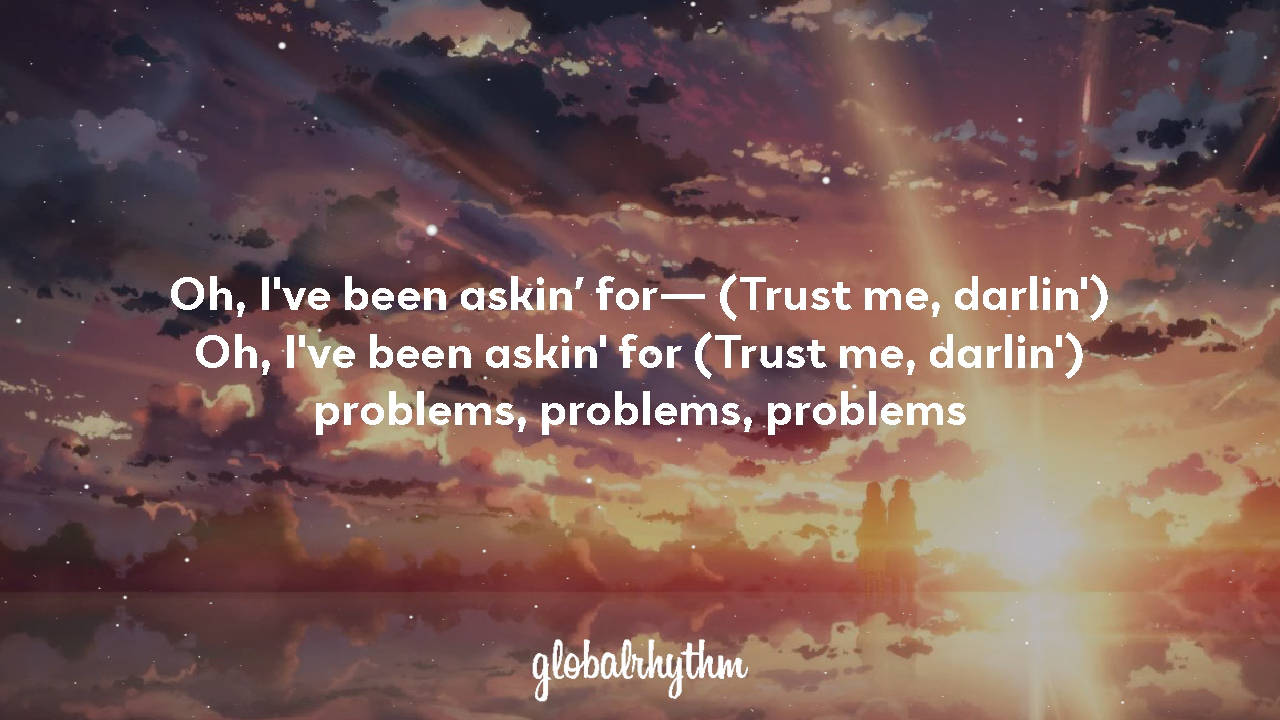 Oh, I've been askin’ for— (Trust me, darlin')
Oh, I've been askin' for (Trust me, darlin')
problems, problems, problems
globalrhythm